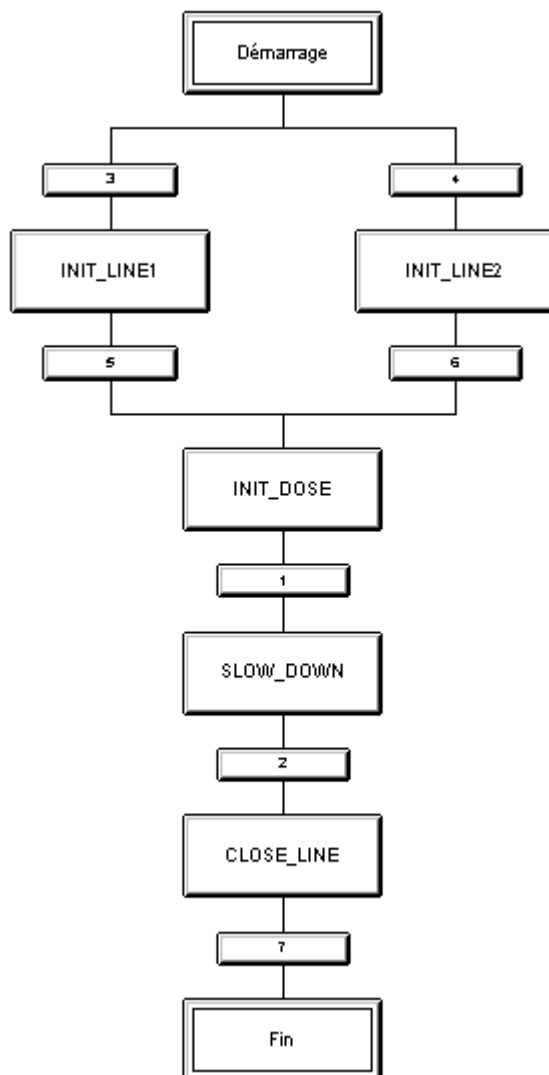 Démarrage
3 4
INIT_LINE1 INIT_LINE2
5 6
INIT_DOSE
1
SLOW_DOWN
2
CLOSE_LINE
7
Fin